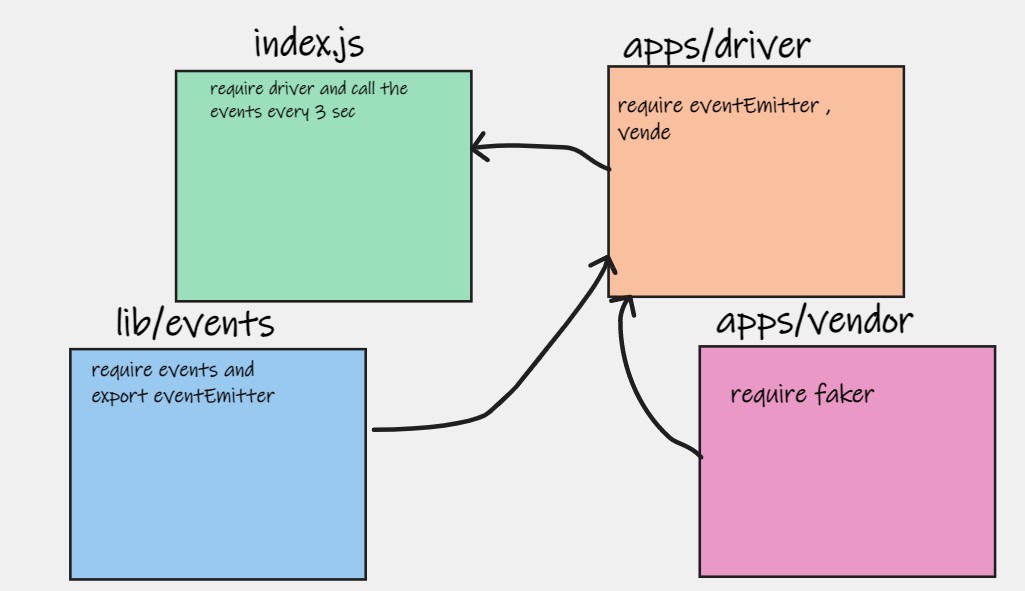 index.js
require driver and call the
events every 3 sec
apps/driver
require eventEmitter ,
vende
lib/events
require events and
export eventEmitter
apps/vendor
require faker